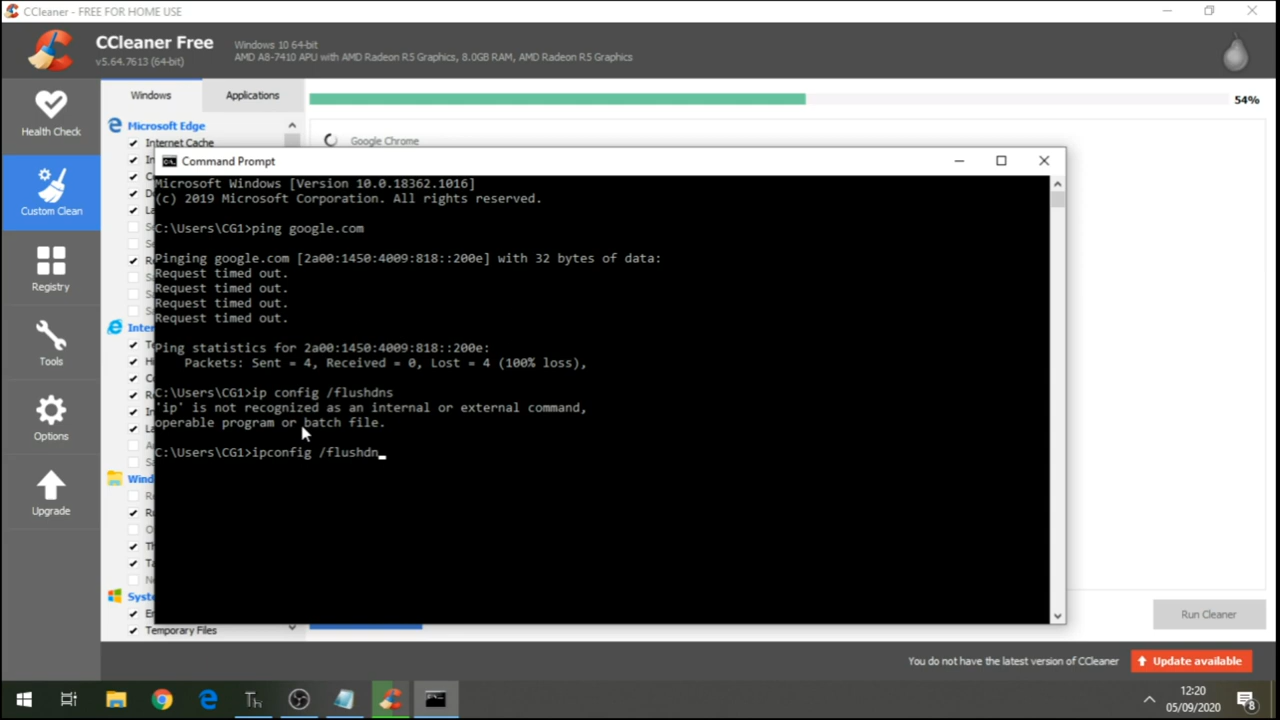 CCleaner - FREE FOR HOME USE
CCleaner Free
v5.64.7613 (64-bit)
Windows 10 64-bit
AMD A8-7410 APU with AMD Radeon R5 Graphics, 8.0GB RAM, AMD Radeon R5 Graphics
Health Check
Custom Clean
Registry
Tools
Options
Upgrade
Windows
Applications
54%
Microsoft Edge
Internet Cache
Google Chrome
Command Prompt
Microsoft Windows [Version 10.0.18362.1016]
(c) 2019 Microsoft Corporation. All rights reserved.
C:\Users\CG1>ping google.com
Pinging google.com [2a00:1450:4009:818::200e] with 32 bytes of data:
Request timed out.
Request timed out.
Request timed out.
Request timed out.
Ping statistics for 2a00:1450:4009:818::200e:
Packets: Sent = 4, Received = 0, Lost = 4 (100% loss),
C:\Users\CG1>ip config /flushdns
'ip' is not recognized as an internal or external command,
operable program or batch file.
C:\Users\CG1>ipconfig /flushdn_
Temporary Files
Run Cleaner
You do not have the latest version of CCleaner
Update available
12:20
05/09/2020
8